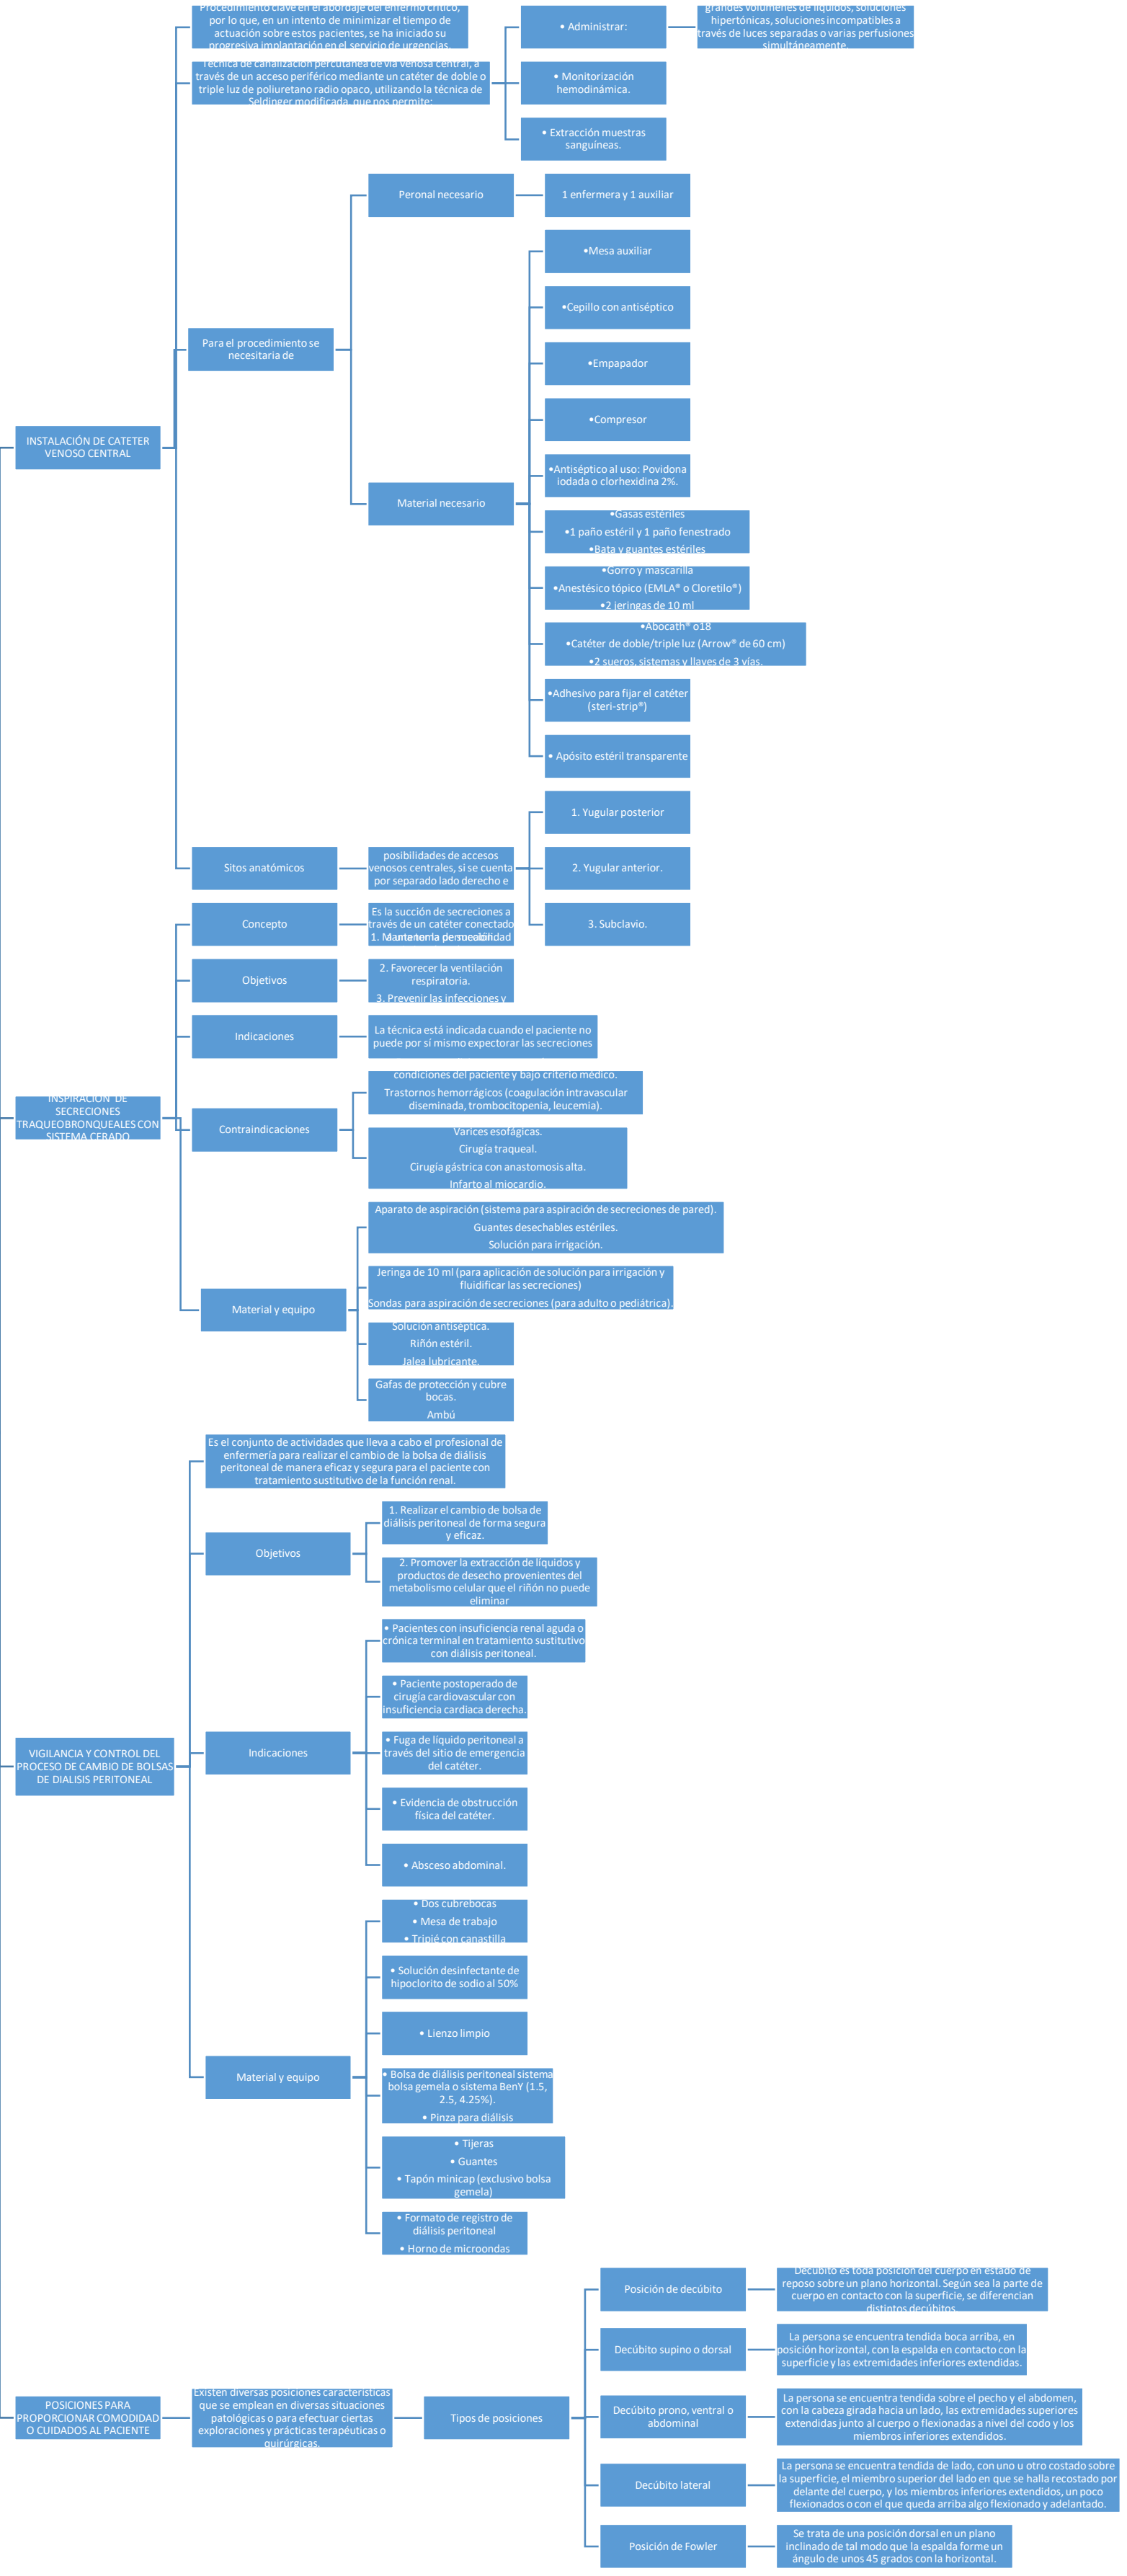 Procedimiento clave en el abordaje del enfermo crítico,
por lo que, en un intento de minimizar el tiempo de
actuación sobre estos pacientes, se ha iniciado su
progresiva implantación en el servicio de urgencias.
Técnica de canalización percutánea de vía venosa central, a
través de un acceso periférico mediante un catéter de doble o
triple luz de poliuretano radio opaco, utilizando la técnica de
Seldinger modificada, que nos permite:
• Administrar:
grandes volúmenes de líquidos, soluciones
hipertónicas, soluciones incompatibles a
través de luces separadas o varias perfusiones
simultáneamente.
• Monitorización
hemodinámica.
• Extracción muestras
sanguíneas.
INSTALACIÓN DE CATETER
VENOSO CENTRAL
Para el procedimiento se
necesitaria de
Peronal necesario
1 enfermera y 1 auxiliar
Material necesario
•Mesa auxiliar
•Cepillo con antiséptico
•Empapador
•Compresor
•Antiséptico al uso: Povidona
iodada o clorhexidina 2%.
•Gasas estériles
•1 paño estéril y 1 paño fenestrado
•Bata y guantes estériles
•Gorro y mascarilla
•Anestésico tópico (EMLA® o Cloretilo®)
•2 jeringas de 10 ml
•Abocath® o18
•Catéter de doble/triple luz (Arrow® de 60 cm)
•2 sueros, sistemas y llaves de 3 vías.
•Adhesivo para fijar el catéter
(steri-strip®)
• Apósito estéril transparente
Sitos anatómicos
posibilidades de accesos
venosos centrales, si se cuenta
por separado lado derecho e
1. Yugular posterior
2. Yugular anterior.
3. Subclavio.
INSPIRACIÓN DE
SECRECIONES
TRAQUEOBRONQUEALES CON
SISTEMA CERADO
Concepto
Es la succión de secreciones a
través de un catéter conectado
a una toma de succión.
Objetivos
1. Mantener la permeabilidad
2. Favorecer la ventilación
respiratoria.
3. Prevenir las infecciones y
Indicaciones
La técnica está indicada cuando el paciente no
puede por sí mismo expectorar las secreciones
Contraindicaciones
condiciones del paciente y bajo criterio médico.
Trastornos hemorrágicos (coagulación intravascular
diseminada, trombocitopenia, leucemia).
Varices esofágicas.
Cirugía traqueal.
Cirugía gástrica con anastomosis alta.
Infarto al miocardio.
Material y equipo
Aparato de aspiración (sistema para aspiración de secreciones de pared).
Guantes desechables estériles.
Solución para irrigación.
Jeringa de 10 ml (para aplicación de solución para irrigación y
fluidificar las secreciones)
Sondas para aspiración de secreciones (para adulto o pediátrica).
Solución antiséptica.
Riñón estéril.
Jalea lubricante.
Gafas de protección y cubre
bocas.
Ambú
VIGILANCIA Y CONTROL DEL
PROCESO DE CAMBIO DE BOLSAS
DE DIALISIS PERITONEAL
Es el conjunto de actividades que lleva a cabo el profesional de
enfermería para realizar el cambio de la bolsa de diálisis
peritoneal de manera eficaz y segura para el paciente con
tratamiento sustitutivo de la función renal.
Objetivos
1. Realizar el cambio de bolsa de
diálisis peritoneal de forma segura
y eficaz.
2. Promover la extracción de líquidos y
productos de desecho provenientes del
metabolismo celular que el riñón no puede
eliminar
Indicaciones
• Pacientes con insuficiencia renal aguda o
crónica terminal en tratamiento sustitutivo
con diálisis peritoneal.
• Paciente postoperado de
cirugía cardiovascular con
insuficiencia cardiaca derecha.
• Fuga de líquido peritoneal a
través del sitio de emergencia
del catéter.
• Evidencia de obstrucción
física del catéter.
• Absceso abdominal.
Material y equipo
• Dos cubrebocas
• Mesa de trabajo
• Tripié con canastilla
• Solución desinfectante de
hipoclorito de sodio al 50%
• Lienzo limpio
• Bolsa de diálisis peritoneal sistema
bolsa gemela o sistema BenY (1.5,
2.5, 4.25%).
• Pinza para diálisis
• Tijeras
• Guantes
• Tapón minicap (exclusivo bolsa
gemela)
• Formato de registro de
diálisis peritoneal
• Horno de microondas
POSICIONES PARA
PROPORCIONAR COMODIDAD
O CUIDADOS AL PACIENTE
Existen diversas posiciones características
que se emplean en diversas situaciones
patológicas o para efectuar ciertas
exploraciones y prácticas terapéuticas o
quirúrgicas.
Tipos de posiciones
Posición de decúbito
Decúbito es toda posición del cuerpo en estado de
reposo sobre un plano horizontal. Según sea la parte de
cuerpo en contacto con la superficie, se diferencian
distintos decúbitos.
Decúbito supino o dorsal
La persona se encuentra tendida boca arriba, en
posición horizontal, con la espalda en contacto con la
superficie y las extremidades inferiores extendidas.
Decúbito prono, ventral o
abdominal
La persona se encuentra tendida sobre el pecho y el abdomen,
con la cabeza girada hacia un lado, las extremidades superiores
extendidas junto al cuerpo o flexionadas a nivel del codo y los
miembros inferiores extendidos.
Decúbito lateral
La persona se encuentra tendida de lado, con uno u otro costado sobre
la superficie, el miembro superior del lado en que se halla recostado por
delante del cuerpo, y los miembros inferiores extendidos, un poco
flexionados o con el que queda arriba algo flexionado y adelantado.
Posición de Fowler
Se trata de una posición dorsal en un plano
inclinado de tal modo que la espalda forme un
ángulo de unos 45 grados con la horizontal.